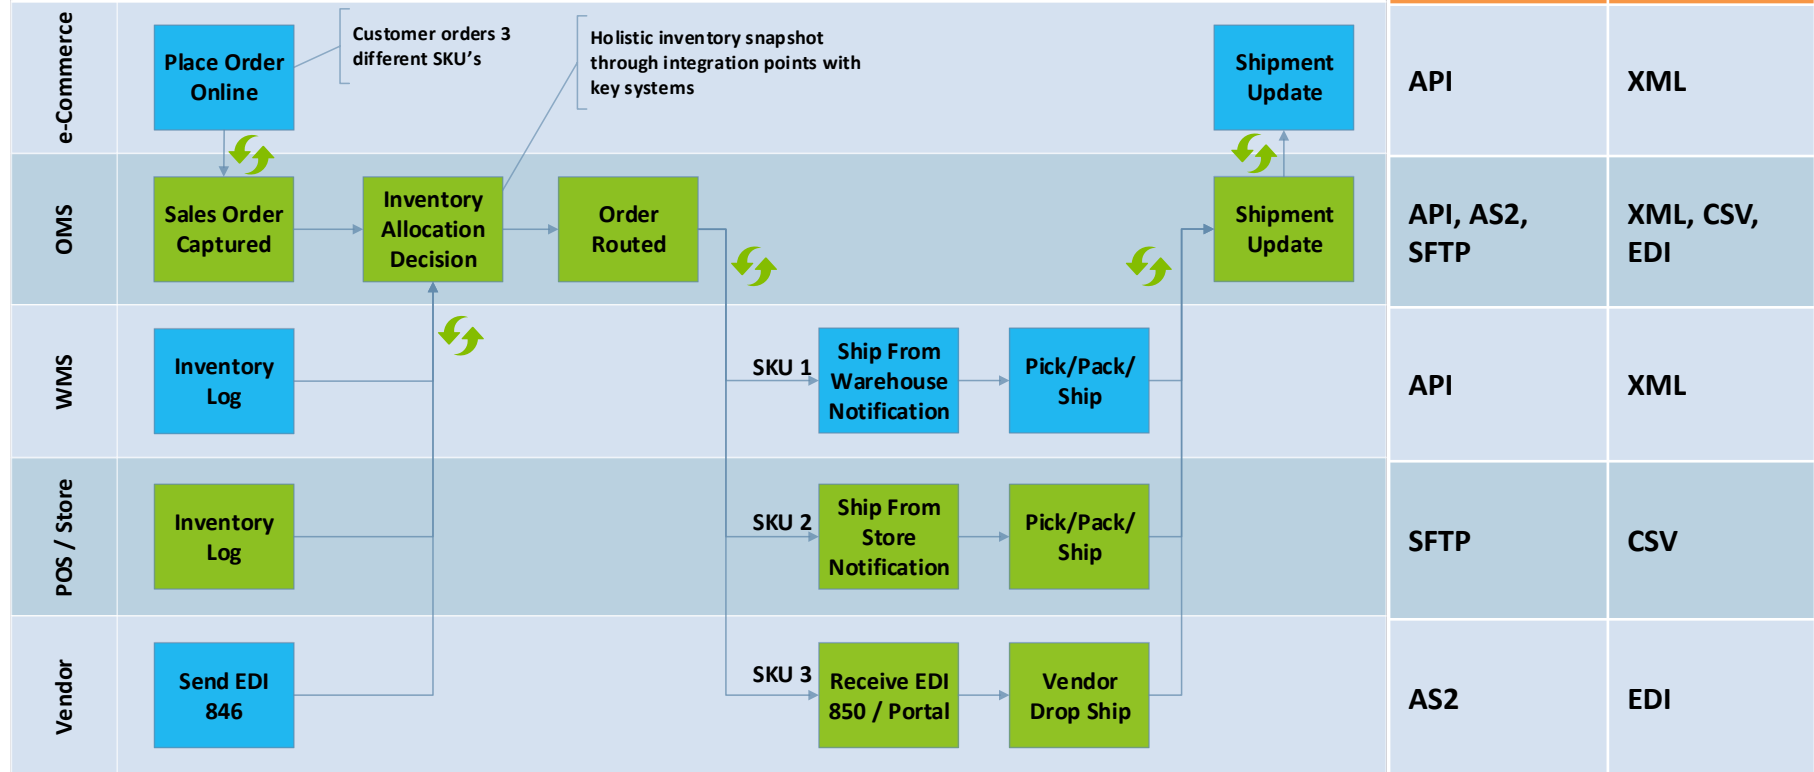 e-Commerce
Place Order
Online
Customer orders 3
different SKU's
Holistic inventory snapshot
through integration points with
key systems
Shipment
Update
API
XML
OMS
Sales Order
Captured
Inventory
Allocation
Decision
Order
Routed
Shipment
Update
API, AS2,
SFTP
XML, CSV,
EDI
WMS
Inventory
Log
SKU 1
Ship From
Warehouse
Notification
Pick/Pack/
Ship
API
XML
POS / Store
Inventory
Log
SKU 2
Ship From
Store
Notification
Pick/Pack/
Ship
SFTP
CSV
Vendor
Send EDI
846
SKU 3
Receive EDI
850 / Portal
Vendor
Drop Ship
AS2
EDI